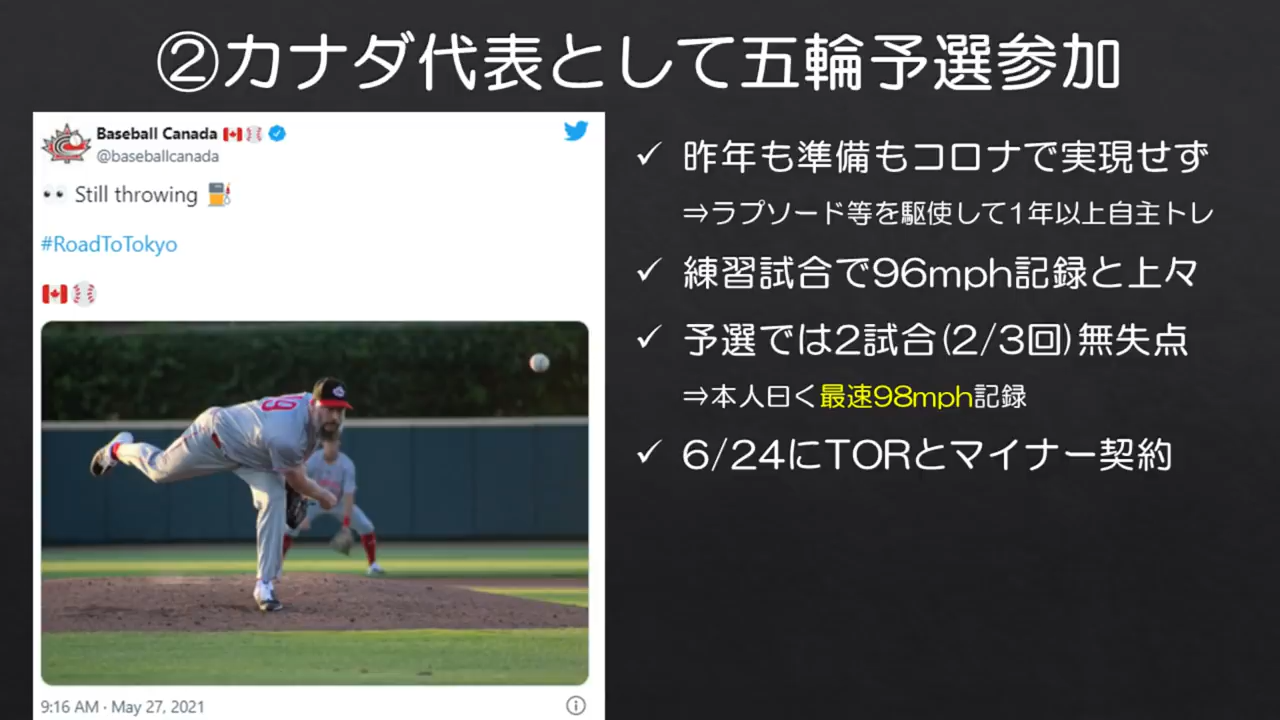 ②カナダ代表として五輪予選参加
Baseball Canada 🇨🇦⚾
@baseballcanada
👀 Still throwing ⛽
#RoadToTokyo
🇨🇦⚾
19
9:16 AM · May 27, 2021
✓ 昨年も準備もコロナで実現せず
⇒ラプソード等を駆使して1年以上自主トレ
✓ 練習試合で96mph記録と上々
✓ 予選では2試合(2/3回)無失点
⇒本人曰く最速98mph記録
✓ 6/24にTORとマイナー契約